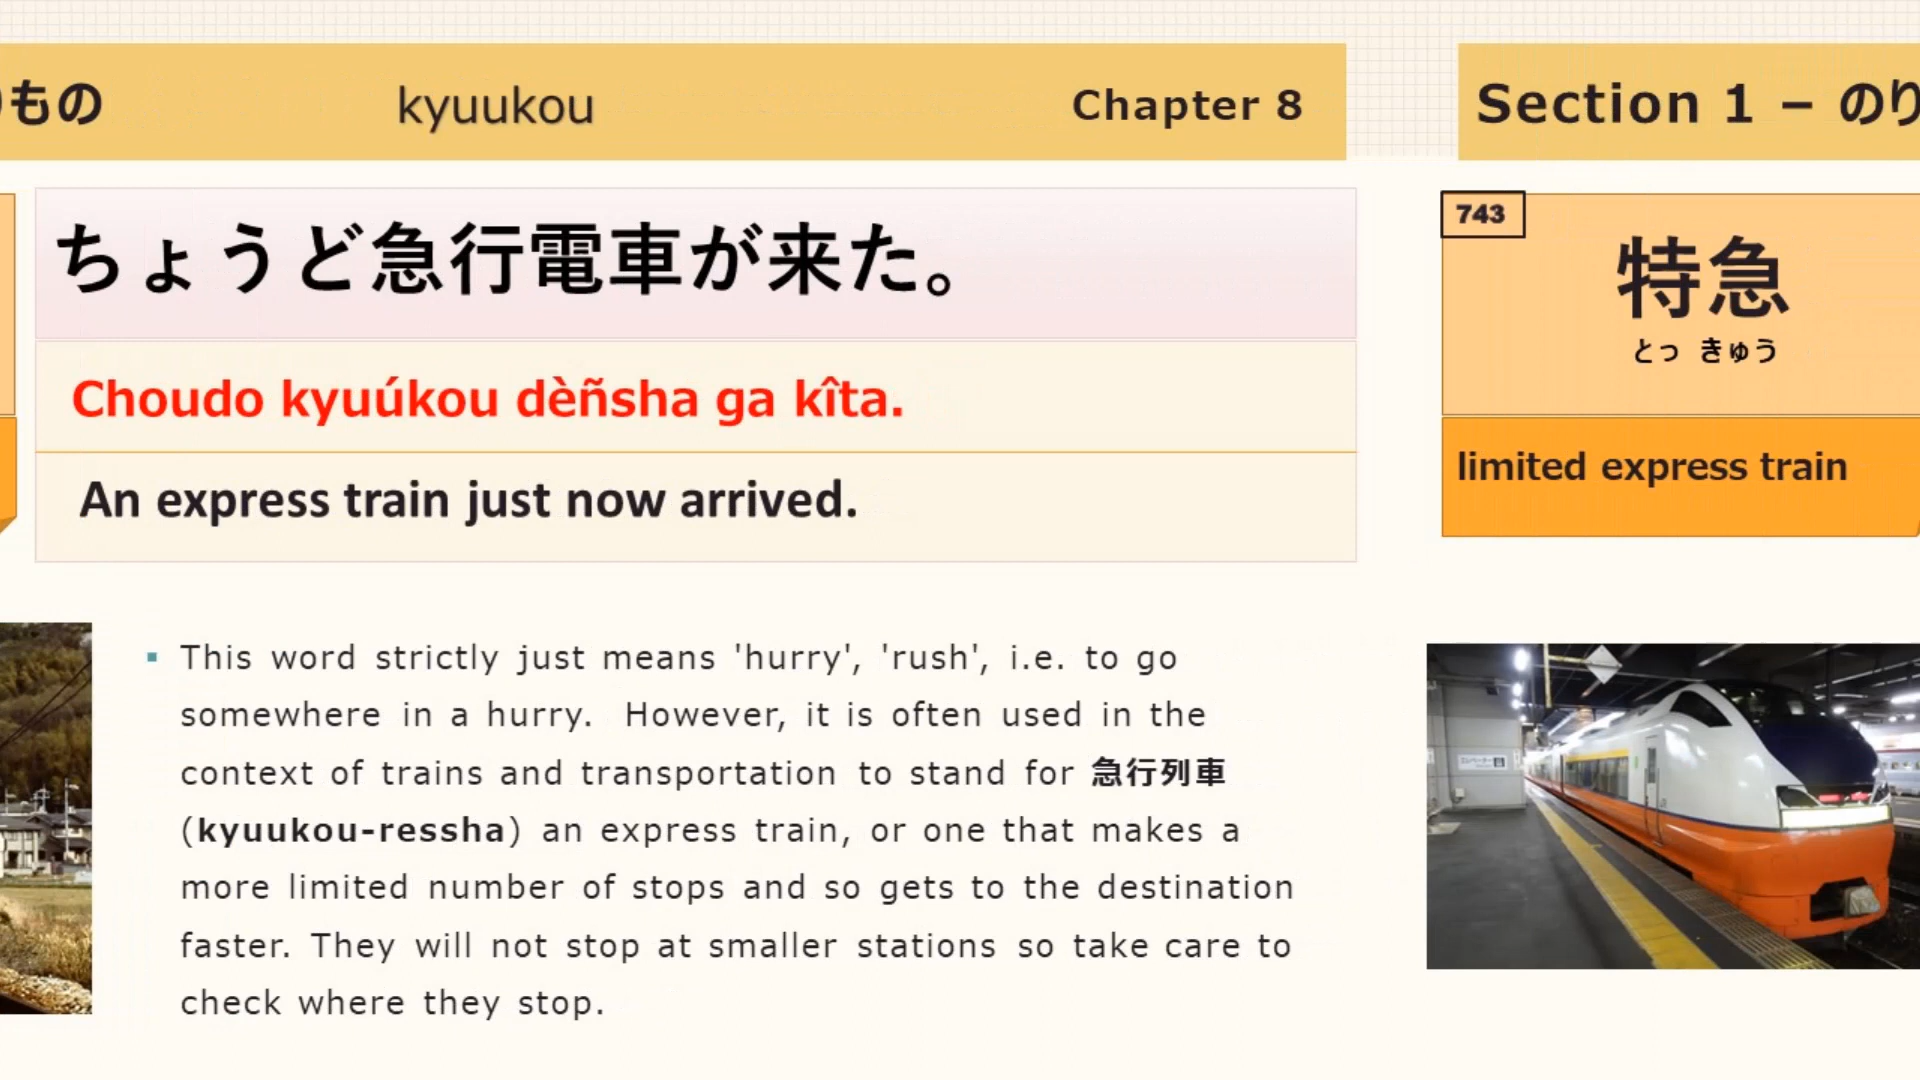 もの
kyuukou
Chapter 8
ちょうど急行電車が来た。
Choudo kyuúkou dèñsha ga kîta.
An express train just now arrived.
▪ This word strictly just means 'hurry', 'rush', i.e. to go
somewhere in a hurry. However, it is often used in the
context of trains and transportation to stand for 急行列車
(kyuukou-ressha) an express train, or one that makes a
more limited number of stops and so gets to the destination
faster. They will not stop at smaller stations so take care to
check where they stop.
Section 1 – のり
743
特急
とっ きゅう
limited express train